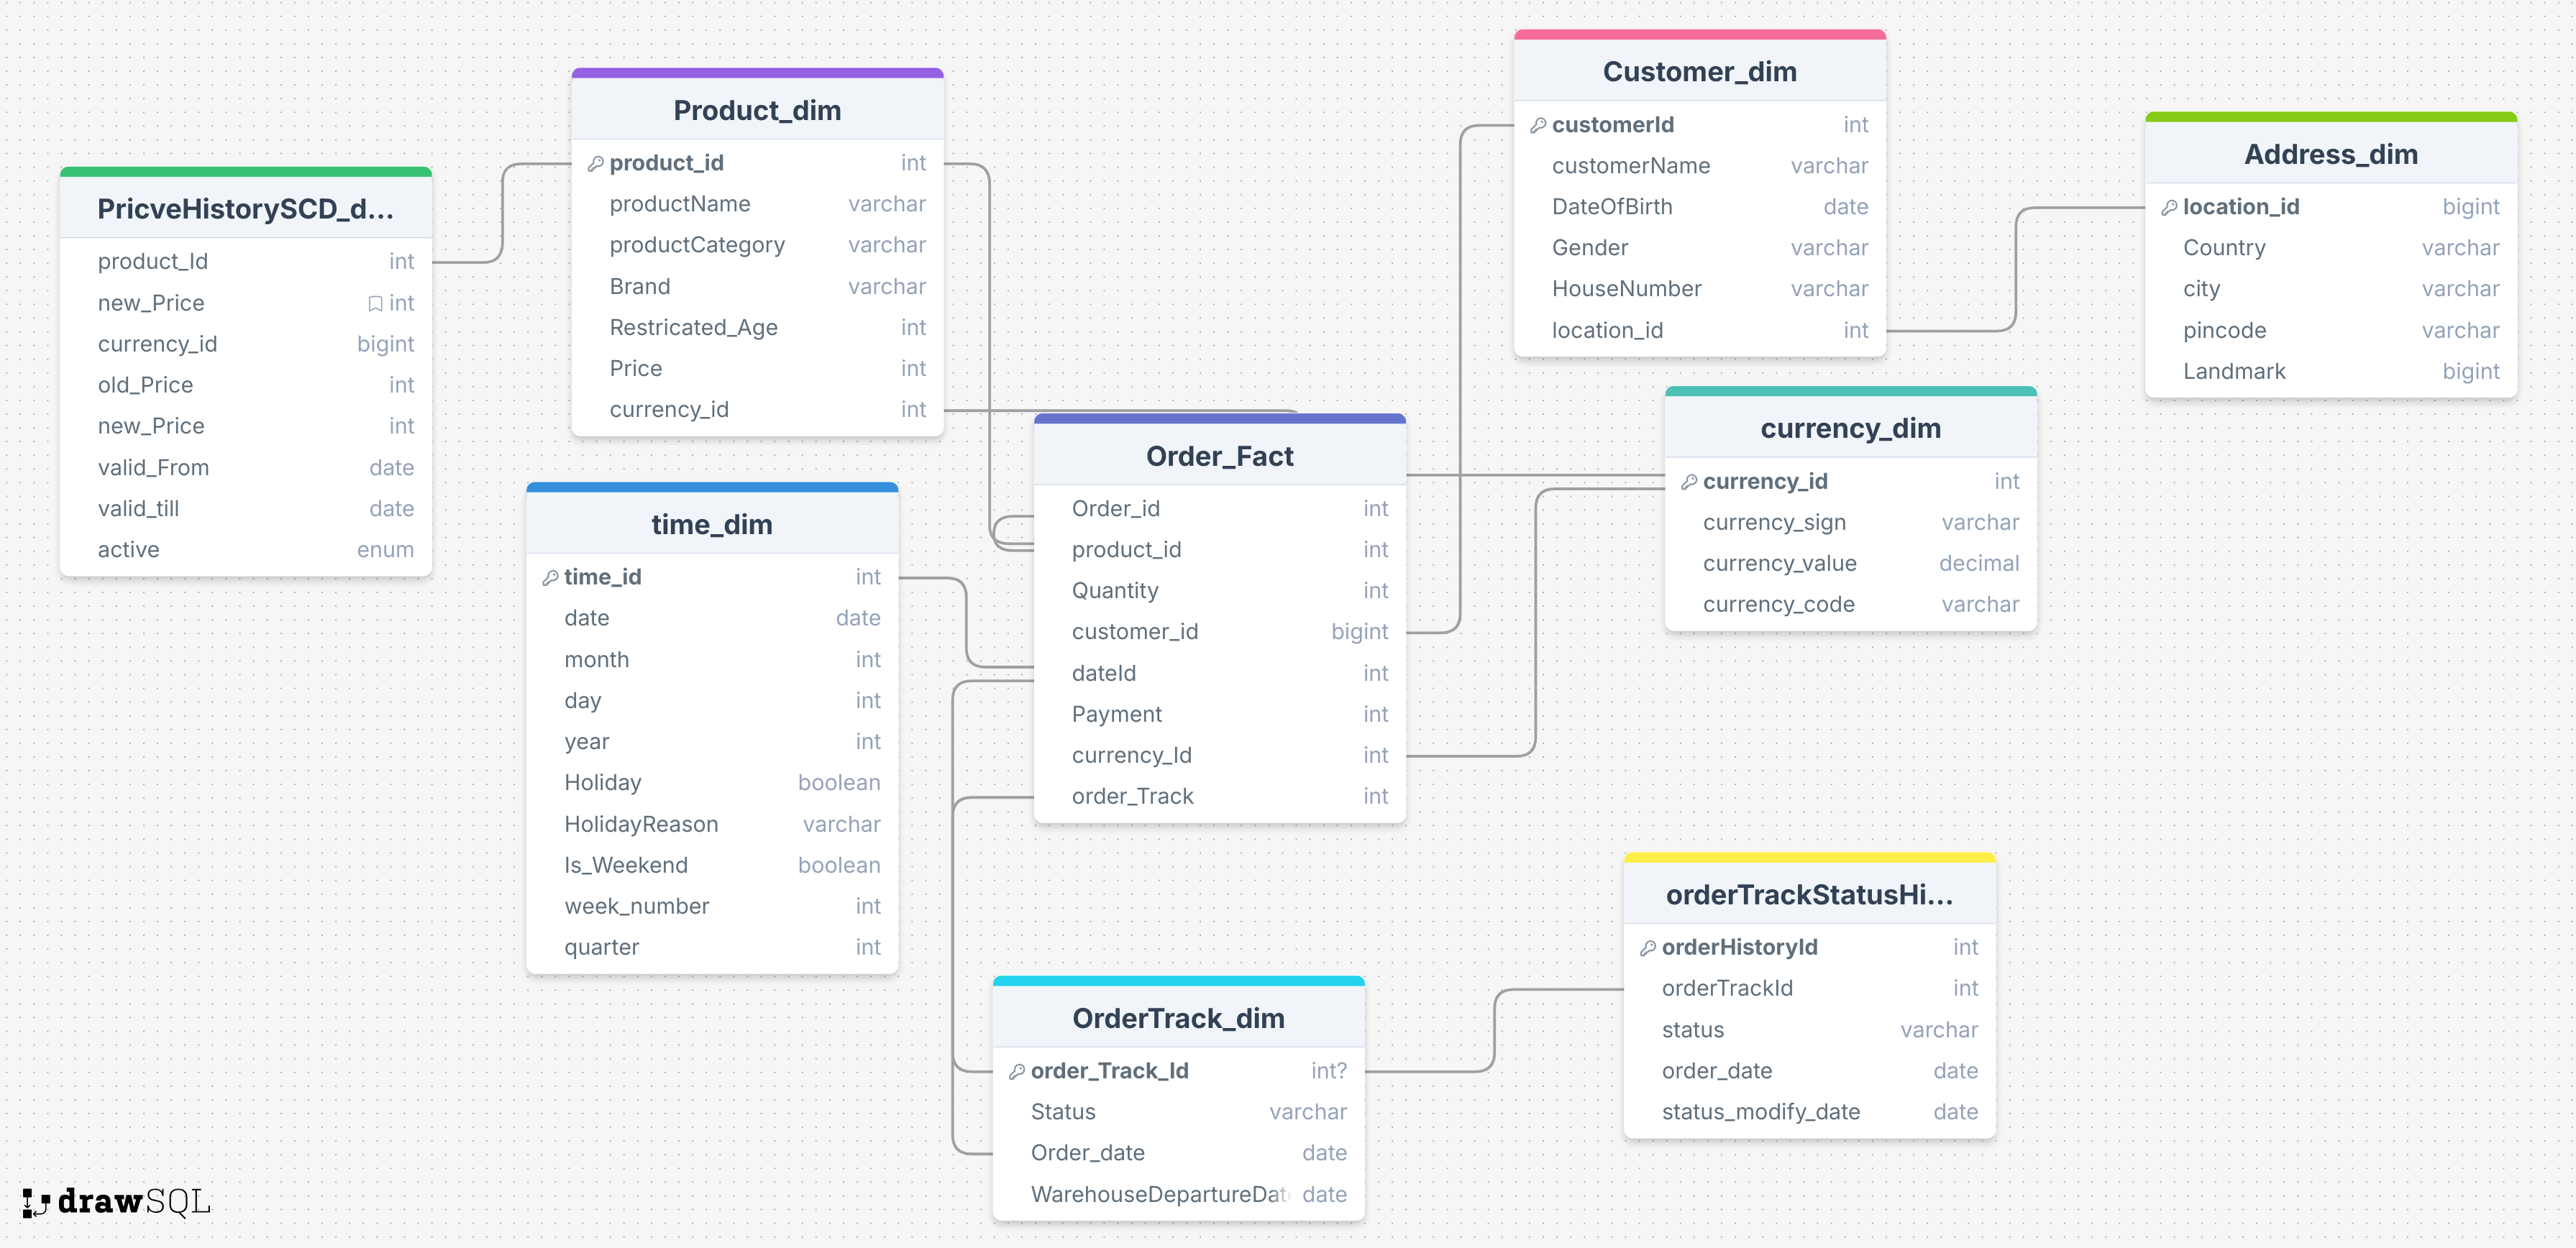 PricveHistorySCD_d...
product_Id int
new_Price int
currency_id bigint
old_Price int
new_Price int
valid_From date
valid_till date
active enum
Product_dim
product_id int
productName varchar
productCategory varchar
Brand varchar
Restricated_Age int
Price int
currency_id int
time_dim
time_id int
date date
month int
day int
year int
Holiday boolean
HolidayReason varchar
Is_Weekend boolean
week_number int
quarter int
Order_Fact
Order_id int
product_id int
Quantity int
customer_id bigint
dateId int
Payment int
currency_Id int
order_Track int
OrderTrack_dim
order_Track_Id int?
Status varchar
Order_date date
WarehouseDepartureDat date
Customer_dim
customerId int
customerName varchar
DateOfBirth date
Gender varchar
HouseNumber varchar
location_id int
currency_dim
currency_id int
currency_sign varchar
currency_value decimal
currency_code varchar
orderTrackStatusHi...
orderHistoryId int
orderTrackId int
status varchar
order_date date
status_modify_date date
Address_dim
location_id bigint
Country varchar
city varchar
pincode varchar
Landmark bigint
drawSQL